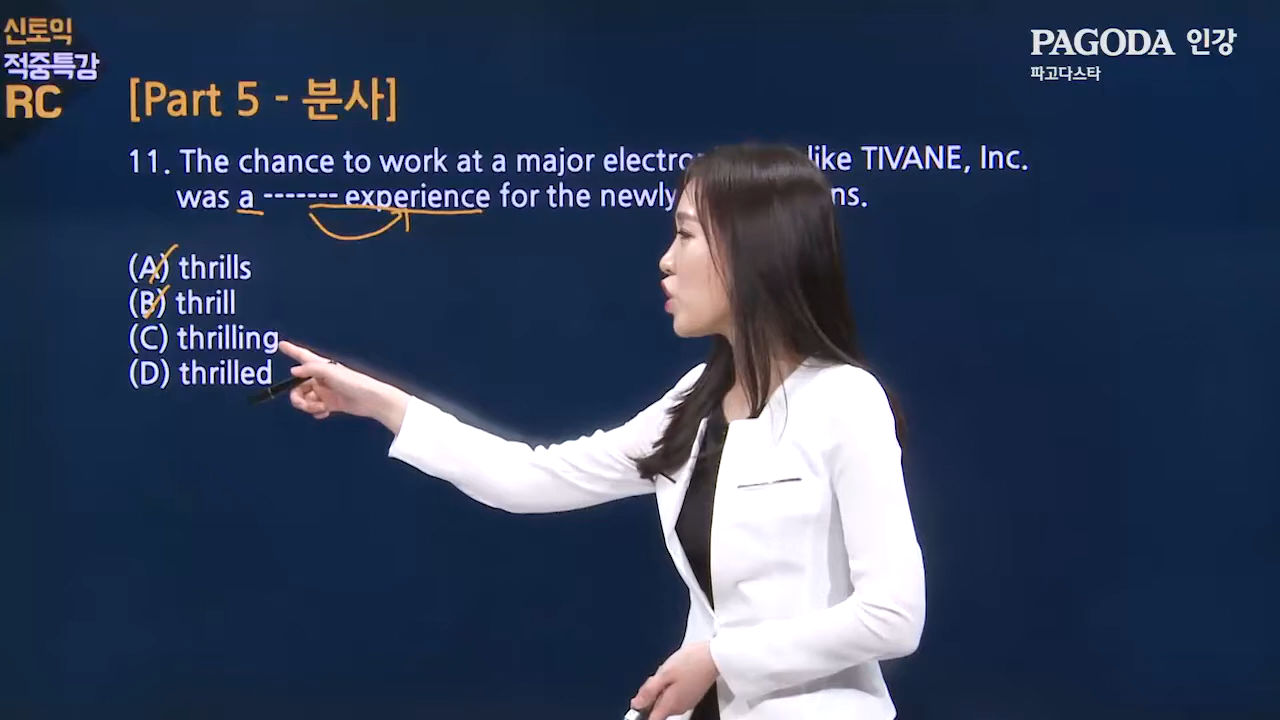 신토익
적중특강
RC
PAGODA 인강
파고다스타
[Part 5 - 분사]
11. The chance to work at a major like TIVANE, Inc.
was a ------- experience for the newly
(A) thrills
(B) thrill
(C) thrilling
(D) thrilled